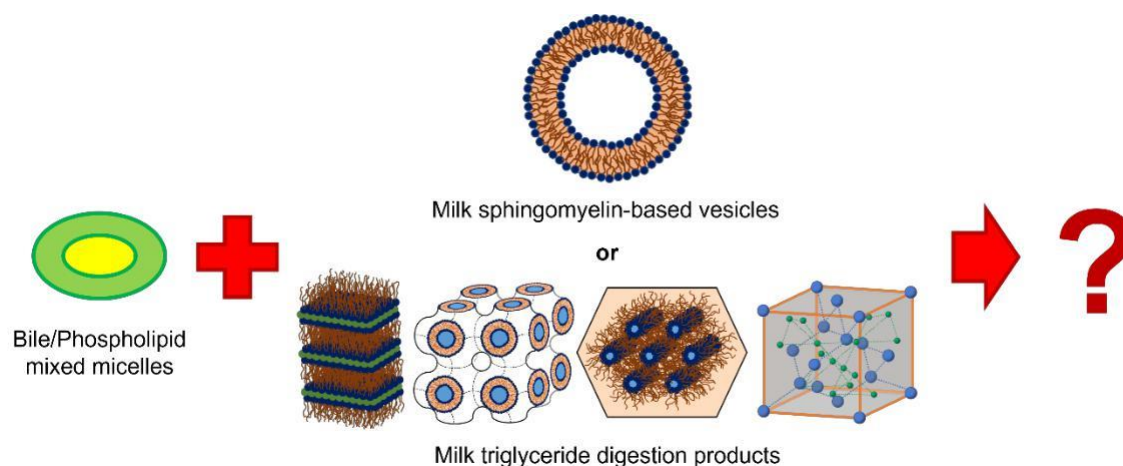 Milk sphingomyelin-based vesicles
or
Bile/Phospholipid
mixed micelles
?
Milk triglyceride digestion products